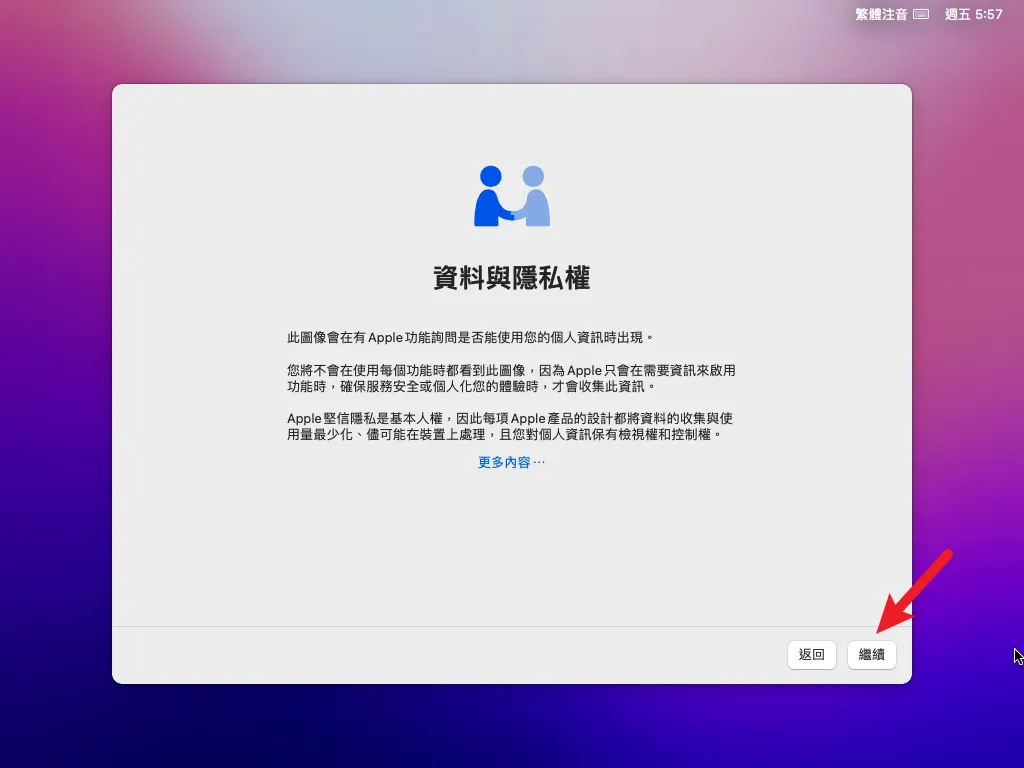 繁體注音 週五 5:57
資料與隱私權
此圖像會在有 Apple 功能詢問是否能使用您的個人資訊時出現。
您將不會在使用每個功能時都看到此圖像，因為 Apple 只會在需要資訊來啟用
功能時，確保服務安全或個人化您的體驗時，才會收集此資訊。
Apple 堅信隱私是基本人權，因此每項 Apple 產品的設計都將資料的收集與使
用量最少化、儘可能在裝置上處理，且您對個人資訊保有檢視權和控制權。
更多內容⋯
返回 繼續